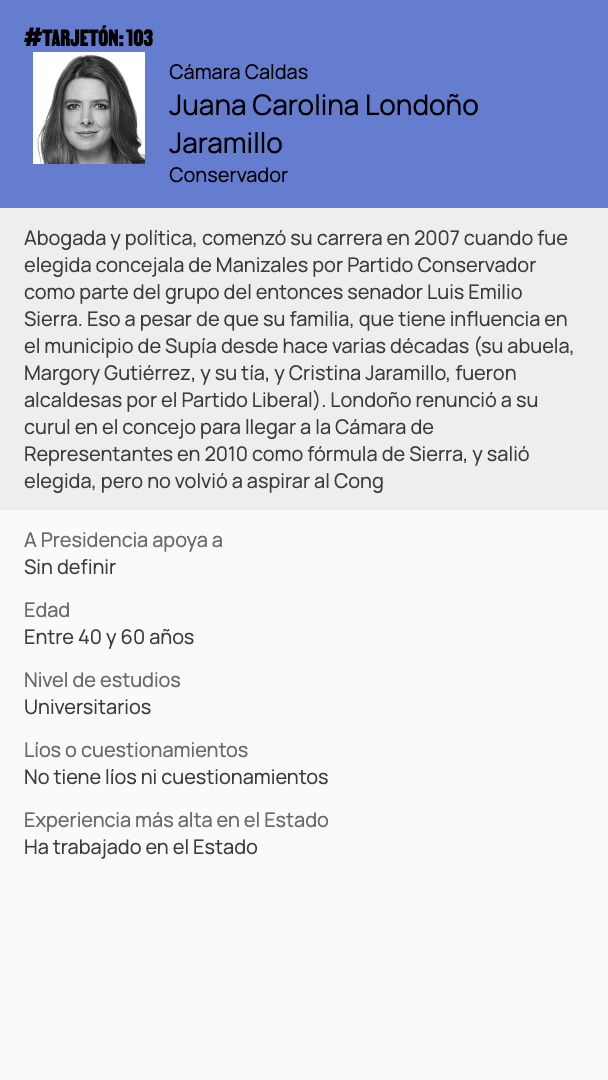 #TARJETÓN: 103
Cámara Caldas
Juana Carolina Londoño
Jaramillo
Conservador
Abogada y política, comenzó su carrera en 2007 cuando fue
elegida concejala de Manizales por Partido Conservador
como parte del grupo del entonces senador Luis Emilio
Sierra. Eso a pesar de que su familia, que tiene influencia en
el municipio de Supía desde hace varias décadas (su abuela,
Margory Gutiérrez, y su tía, y Cristina Jaramillo, fueron
alcaldesas por el Partido Liberal). Londoño renunció a su
curul en el concejo para llegar a la Cámara de
Representantes en 2010 como fórmula de Sierra, y salió
elegida, pero no volvió a aspirar al Cong
A Presidencia apoya a
Sin definir
Edad
Entre 40 y 60 años
Nivel de estudios
Universitarios
Líos o cuestionamientos
No tiene líos ni cuestionamientos
Experiencia más alta en el Estado
Ha trabajado en el Estado